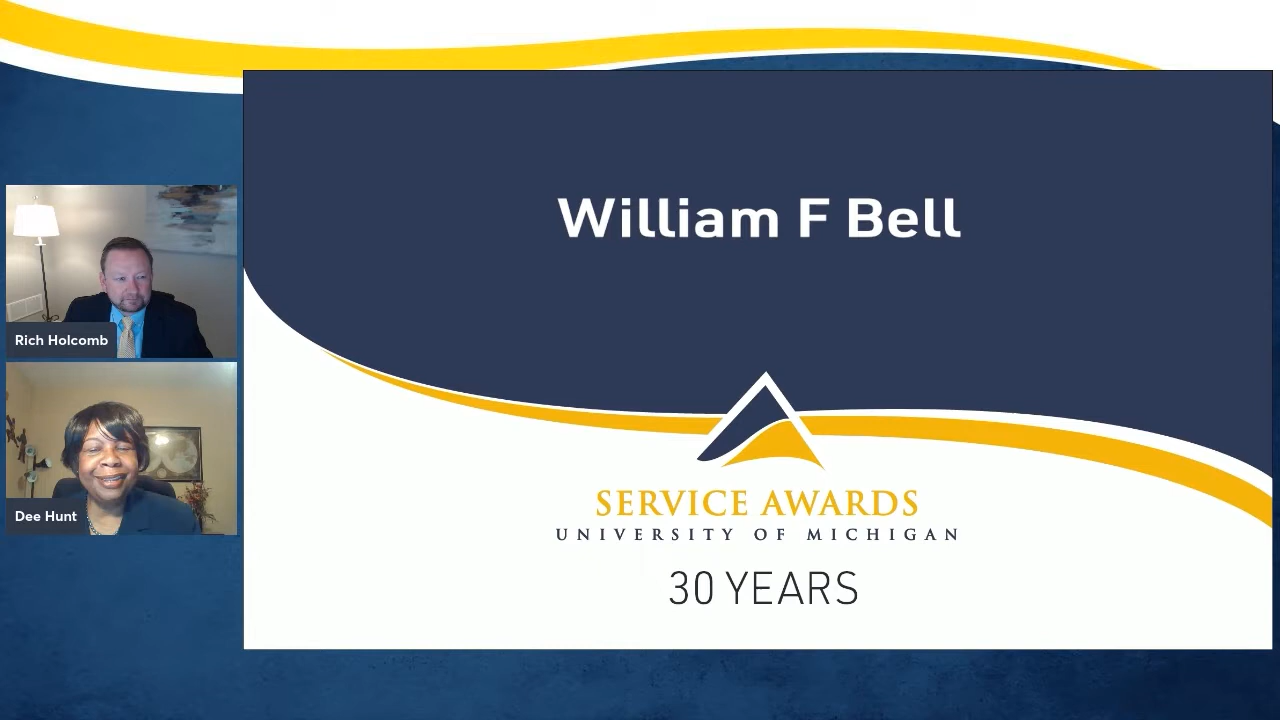 William F Bell
Rich Holcomb
Dee Hunt
SERVICE AWARDS
UNIVERSITY OF MICHIGAN
30 YEARS